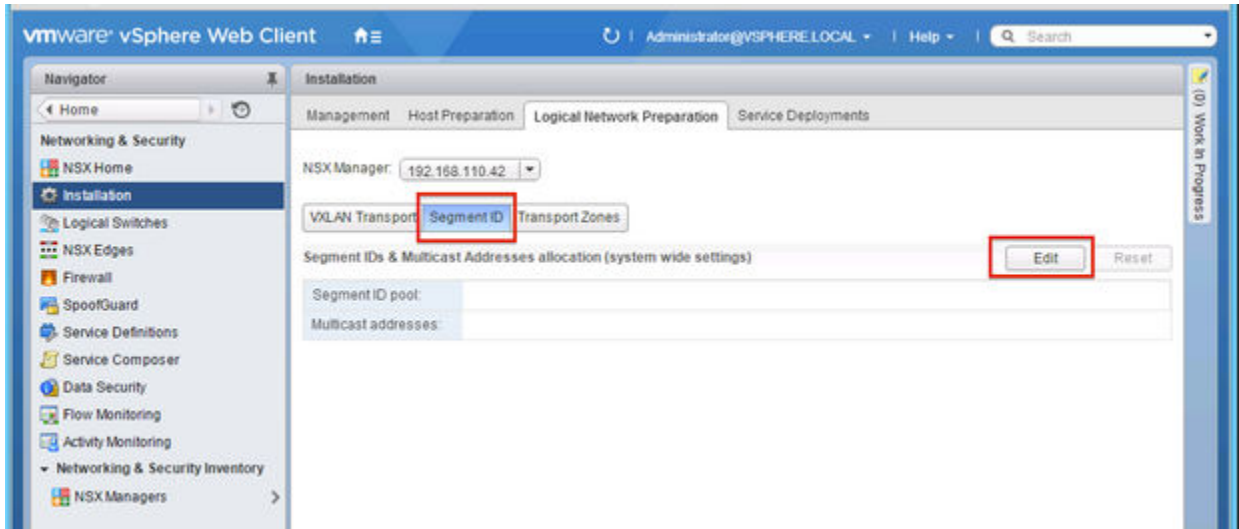 vmware® vSphere Web Client
Administrator@VSPHERE.LOCAL
Help
Search
Navigator
Home
Networking & Security
NSX Home
Installation
Logical Switches
NSX Edges
Firewall
SpoofGuard
Service Definitions
Service Composer
Data Security
Flow Monitoring
Activity Monitoring
Networking & Security Inventory
NSX Managers
Installation
Management Host Preparation Logical Network Preparation Service Deployments
NSX Manager: 192.168.110.42
VXLAN Transport Segment ID Transport Zones
Segment IDs & Multicast Addresses allocation (system wide settings) Edit Reset
Segment ID pool:
Multicast addresses:
(0) Work In Progress